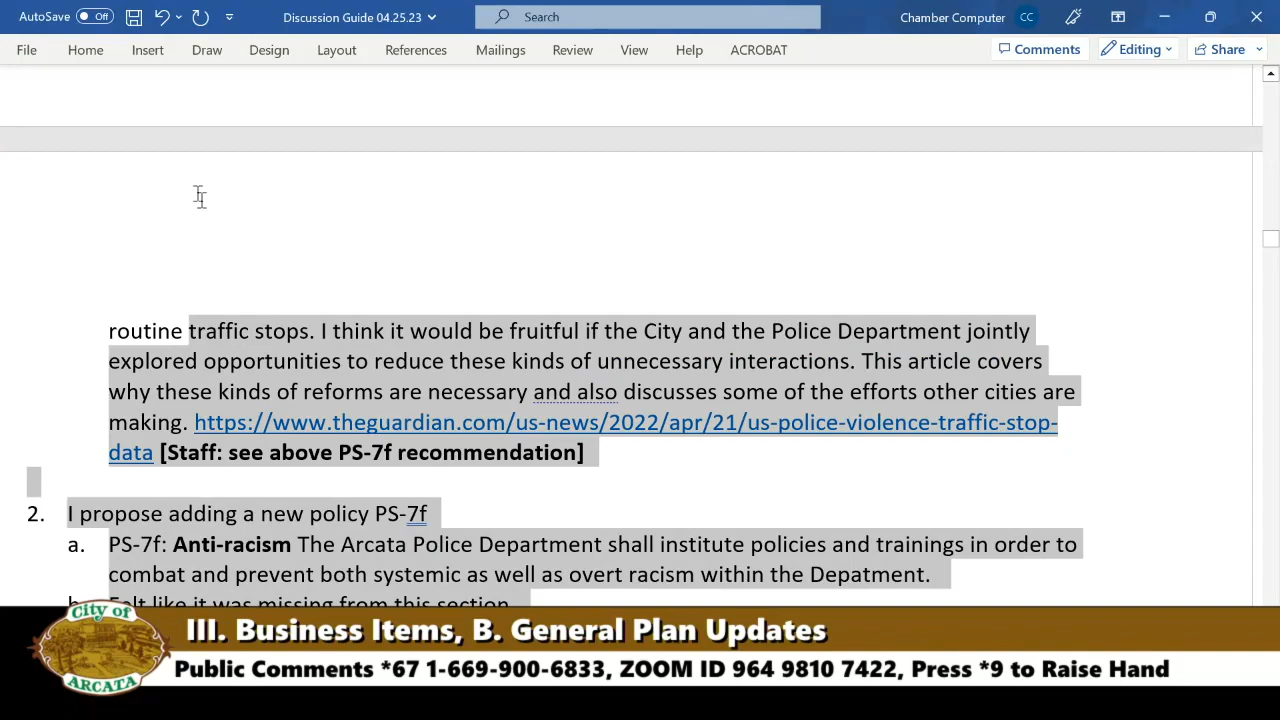 AutoSave Off Discussion Guide 04.25.23 Search Chamber Computer CC
File Home Insert Draw Design Layout References Mailings Review View Help ACROBAT Comments Editing Share
routine traffic stops. I think it would be fruitful if the City and the Police Department jointly
explored opportunities to reduce these kinds of unnecessary interactions. This article covers
why these kinds of reforms are necessary and also discusses some of the efforts other cities are
making. https://www.theguardian.com/us-news/2022/apr/21/us-police-violence-traffic-stop-
data [Staff: see above PS-7f recommendation]
2. I propose adding a new policy PS-7f
a. PS-7f: Anti-racism The Arcata Police Department shall institute policies and trainings in order to
combat and prevent both systemic as well as overt racism within the Depatment.
b. Felt like it was missing from this section
City of
ARCATA
III. Business Items, B. General Plan Updates
Public Comments *67 1-669-900-6833, ZOOM ID 964 9810 7422, Press *9 to Raise Hand